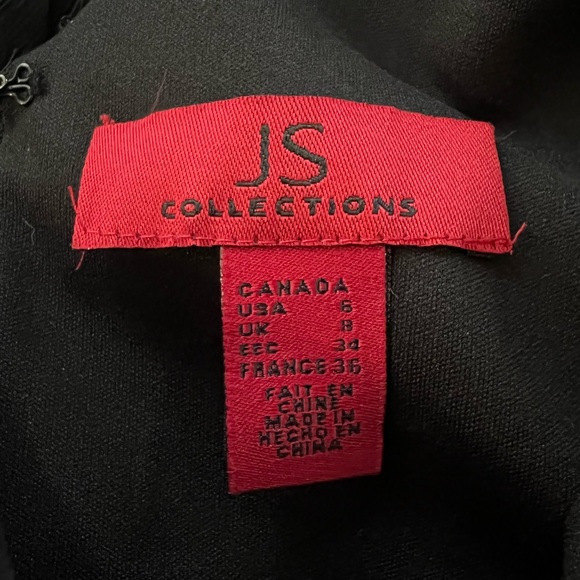 JS
COLLECTIONS
CANADA
USA 6
UK 8
EEC 34
FRANCE 36
FAIT EN
CHINE
MADE IN
HECHO EN
CHINA